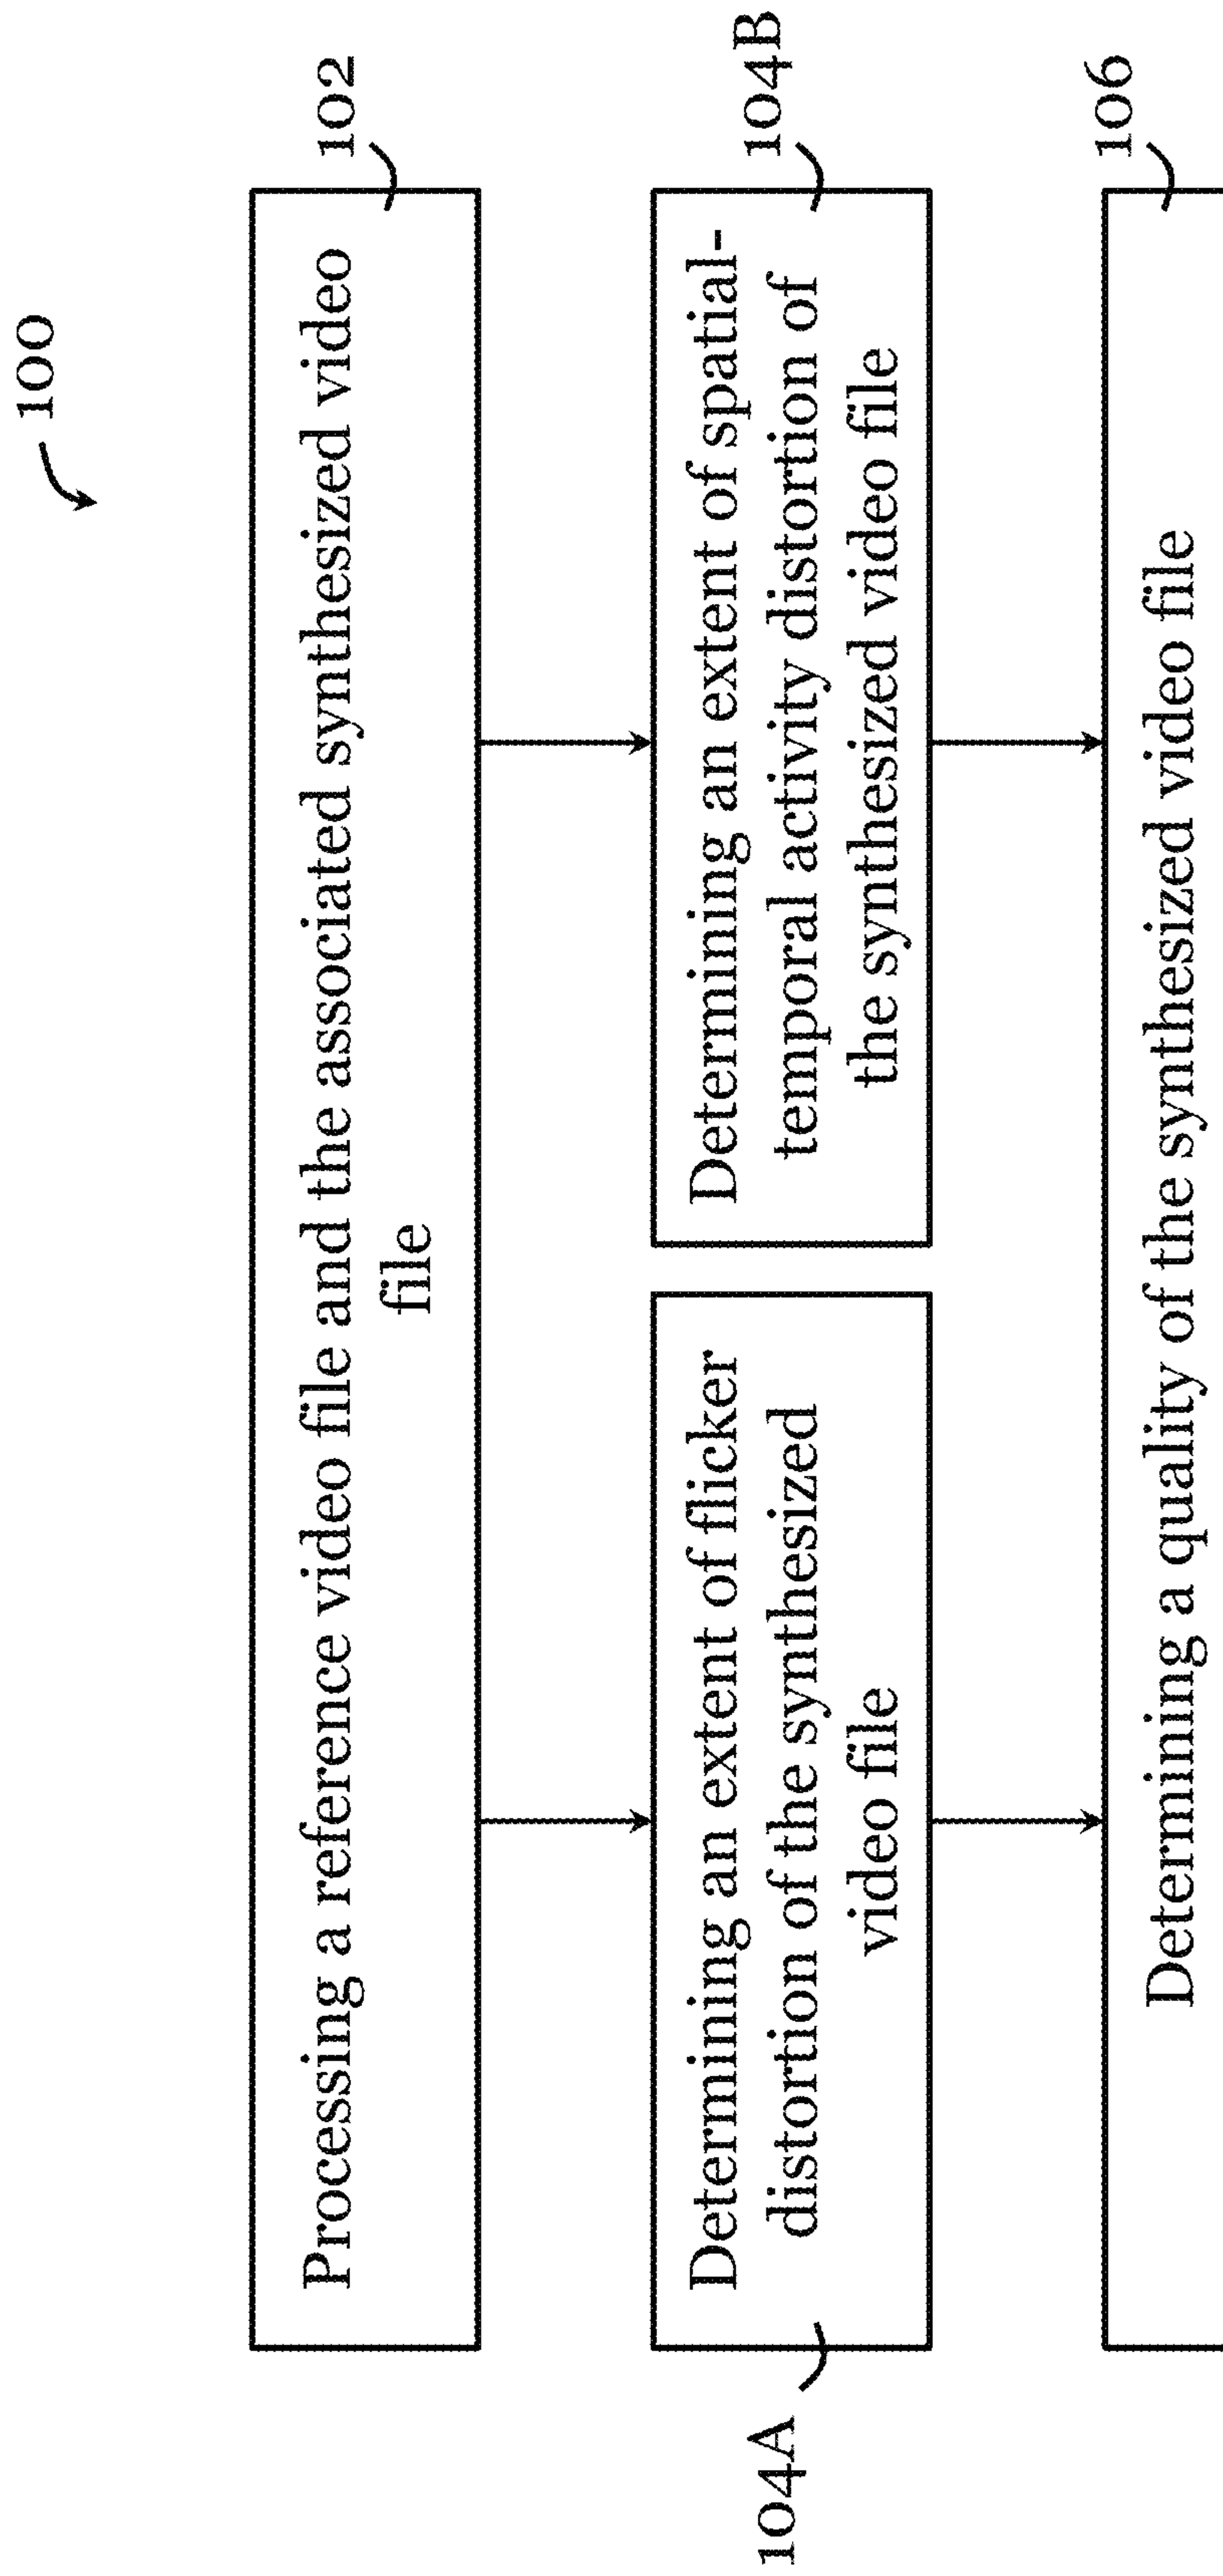 100
102
Processing a reference video file and the associated synthesized video
file
104A
Determining an extent of flicker
distortion of the synthesized
video file
104B
Determining an extent of spatial-
temporal activity distortion of
the synthesized video file
106
Determining a quality of the synthesized video file